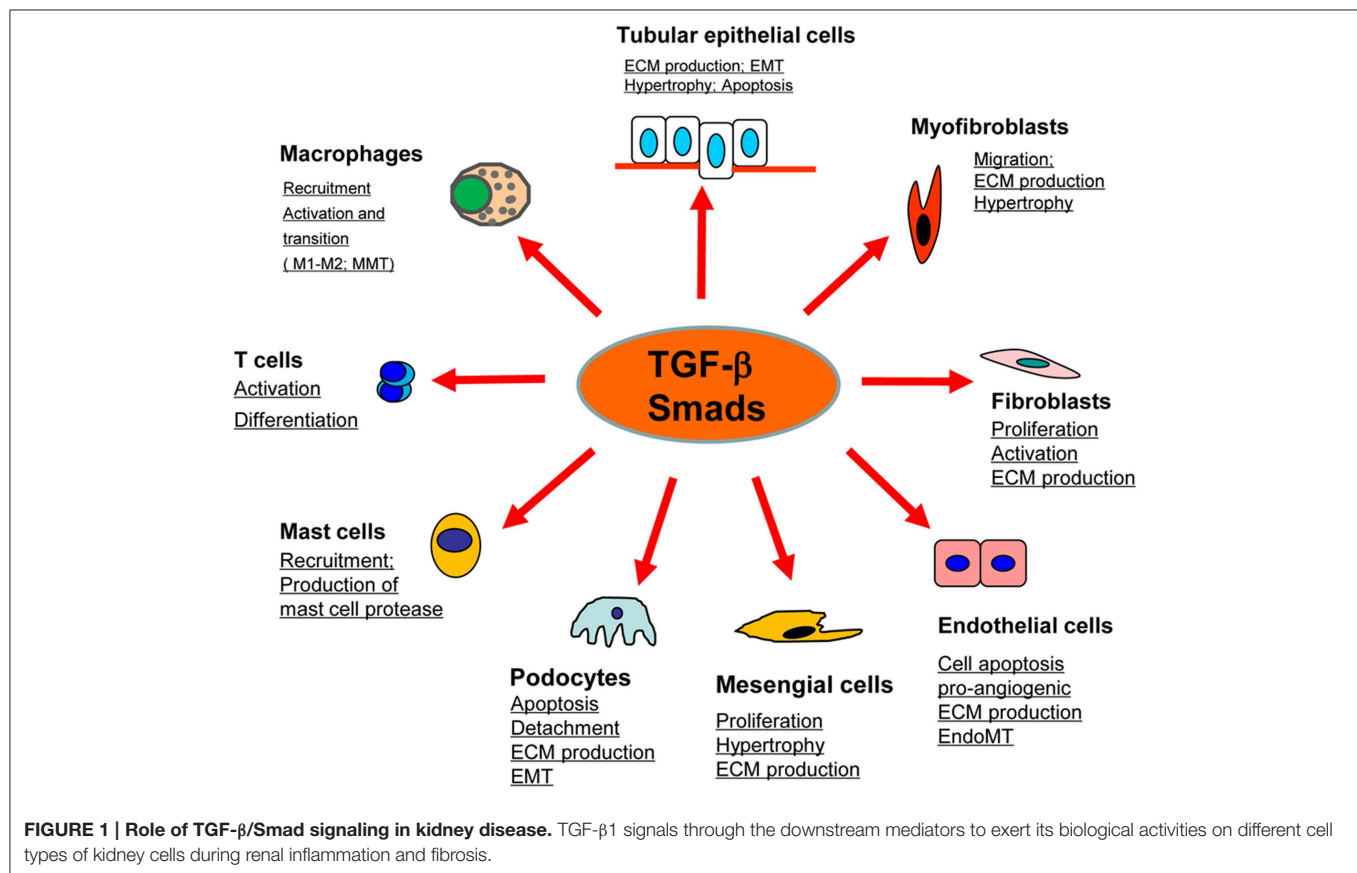 Tubular epithelial cells
ECM production; EMT
Hypertrophy; Apoptosis
Macrophages
Recruitment
Activation and
transition
( M1-M2; MMT)
Myofibroblasts
Migration;
ECM production
Hypertrophy
T cells
Activation
Differentiation
TGF-β
Smads
Fibroblasts
Proliferation
Activation
ECM production
Mast cells
Recruitment;
Production of
mast cell protease
Podocytes
Apoptosis
Detachment
ECM production
EMT
Mesengial cells
Proliferation
Hypertrophy
ECM production
Endothelial cells
Cell apoptosis
pro-angiogenic
ECM production
EndoMT
FIGURE 1 | Role of TGF-β/Smad signaling in kidney disease. TGF-β1 signals through the downstream mediators to exert its biological activities on different cell
types of kidney cells during renal inflammation and fibrosis.